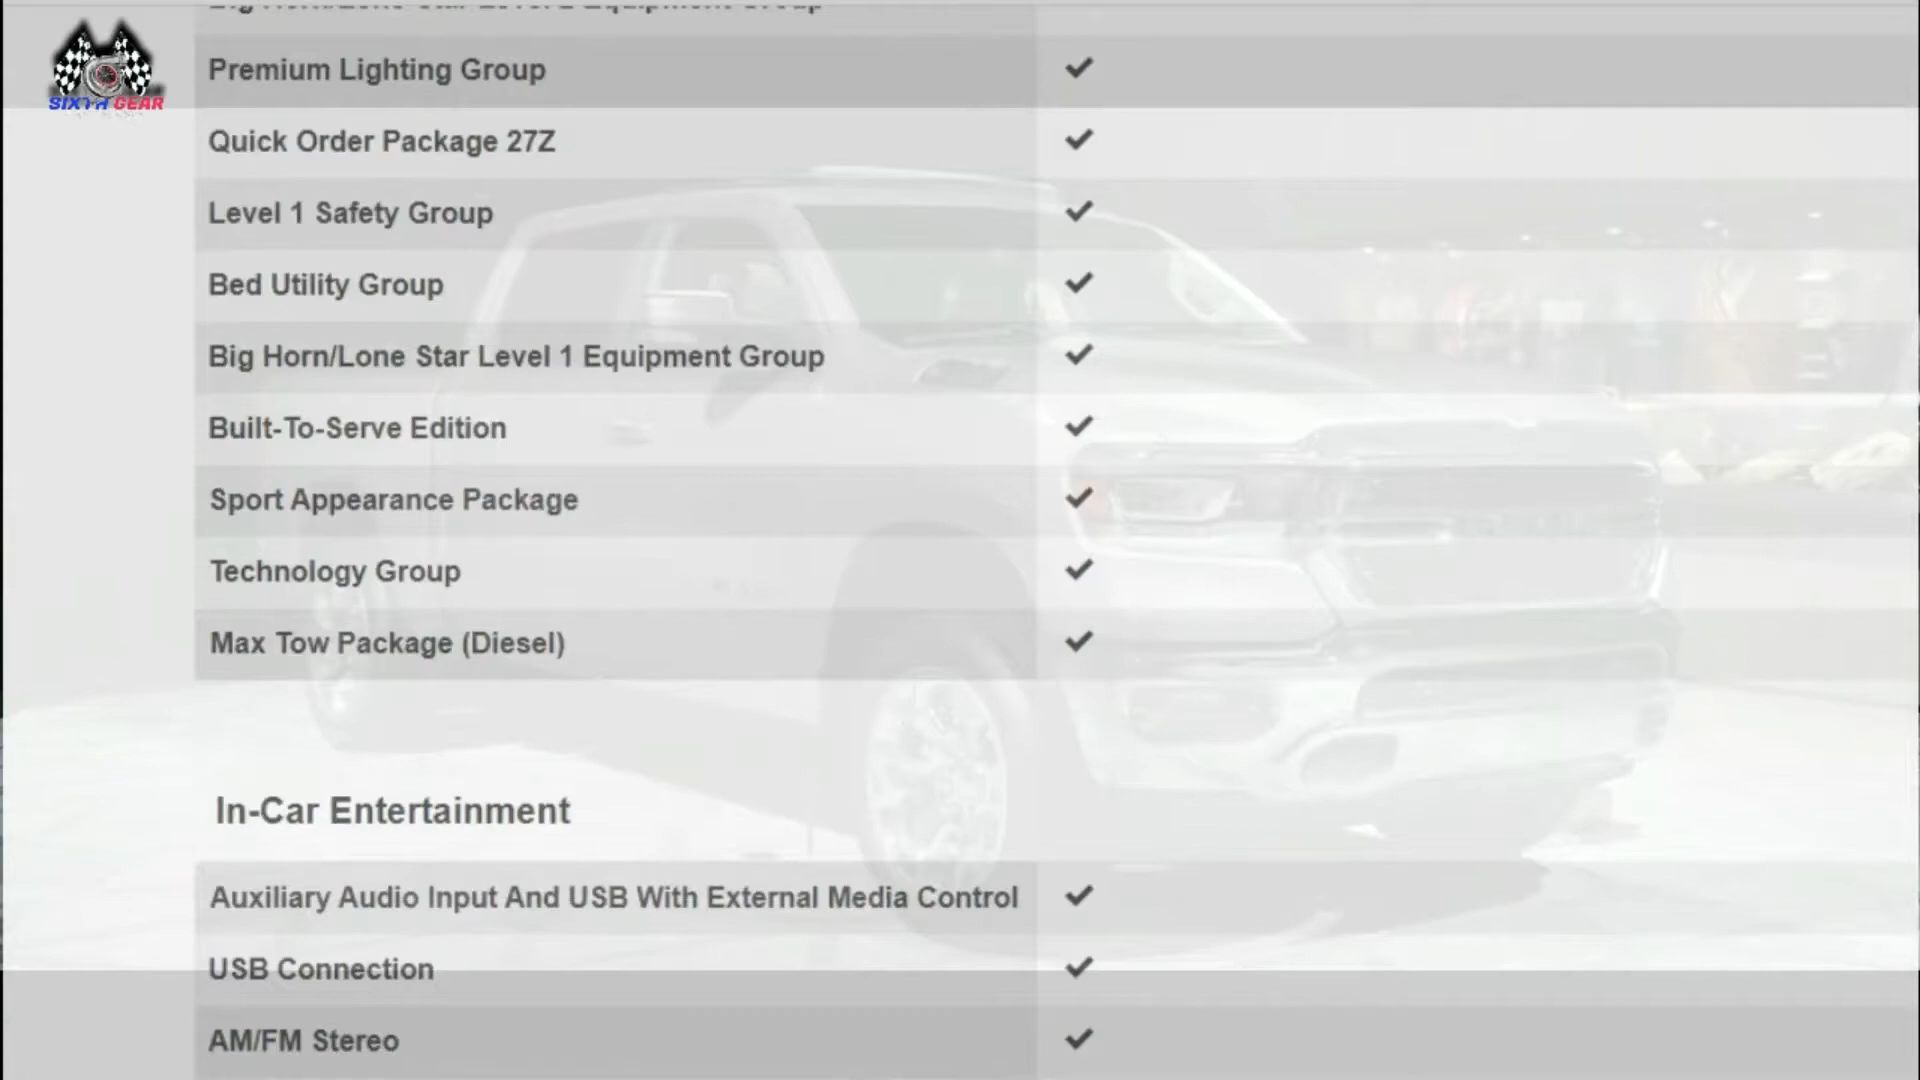 SIXTH GEAR
Premium Lighting Group
Quick Order Package 27Z
Level 1 Safety Group
Bed Utility Group
Big Horn/Lone Star Level 1 Equipment Group
Built-To-Serve Edition
Sport Appearance Package
Technology Group
Max Tow Package (Diesel)
In-Car Entertainment
Auxiliary Audio Input And USB With External Media Control
USB Connection
AM/FM Stereo